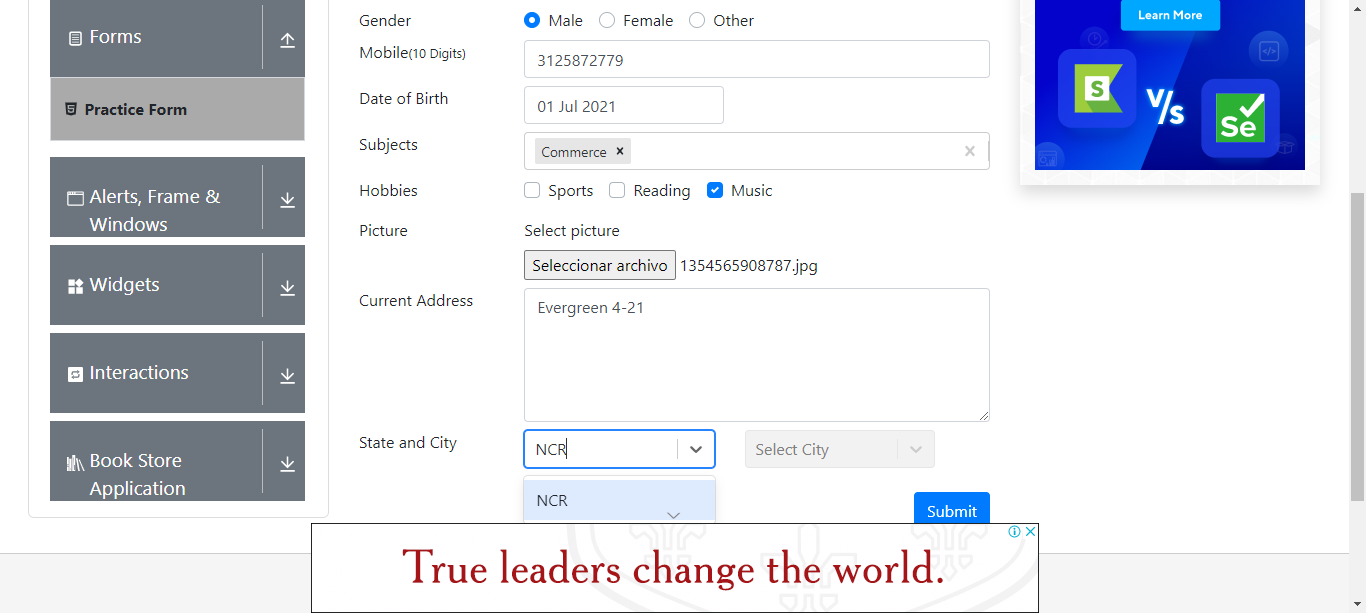 Forms
Practice Form
Alerts, Frame &
Windows
Widgets
Interactions
Book Store
Application
Gender
Male Female Other
Mobile(10 Digits)
3125872779
Date of Birth
01 Jul 2021
Subjects
Commerce ×
Hobbies
Sports Reading Music
Picture
Select picture
Seleccionar archivo 1354565908787.jpg
Current Address
Evergreen 4-21
State and City
NCR
Select City
NCR
Submit
Learn More
S
V/s
Se
True leaders change the world.